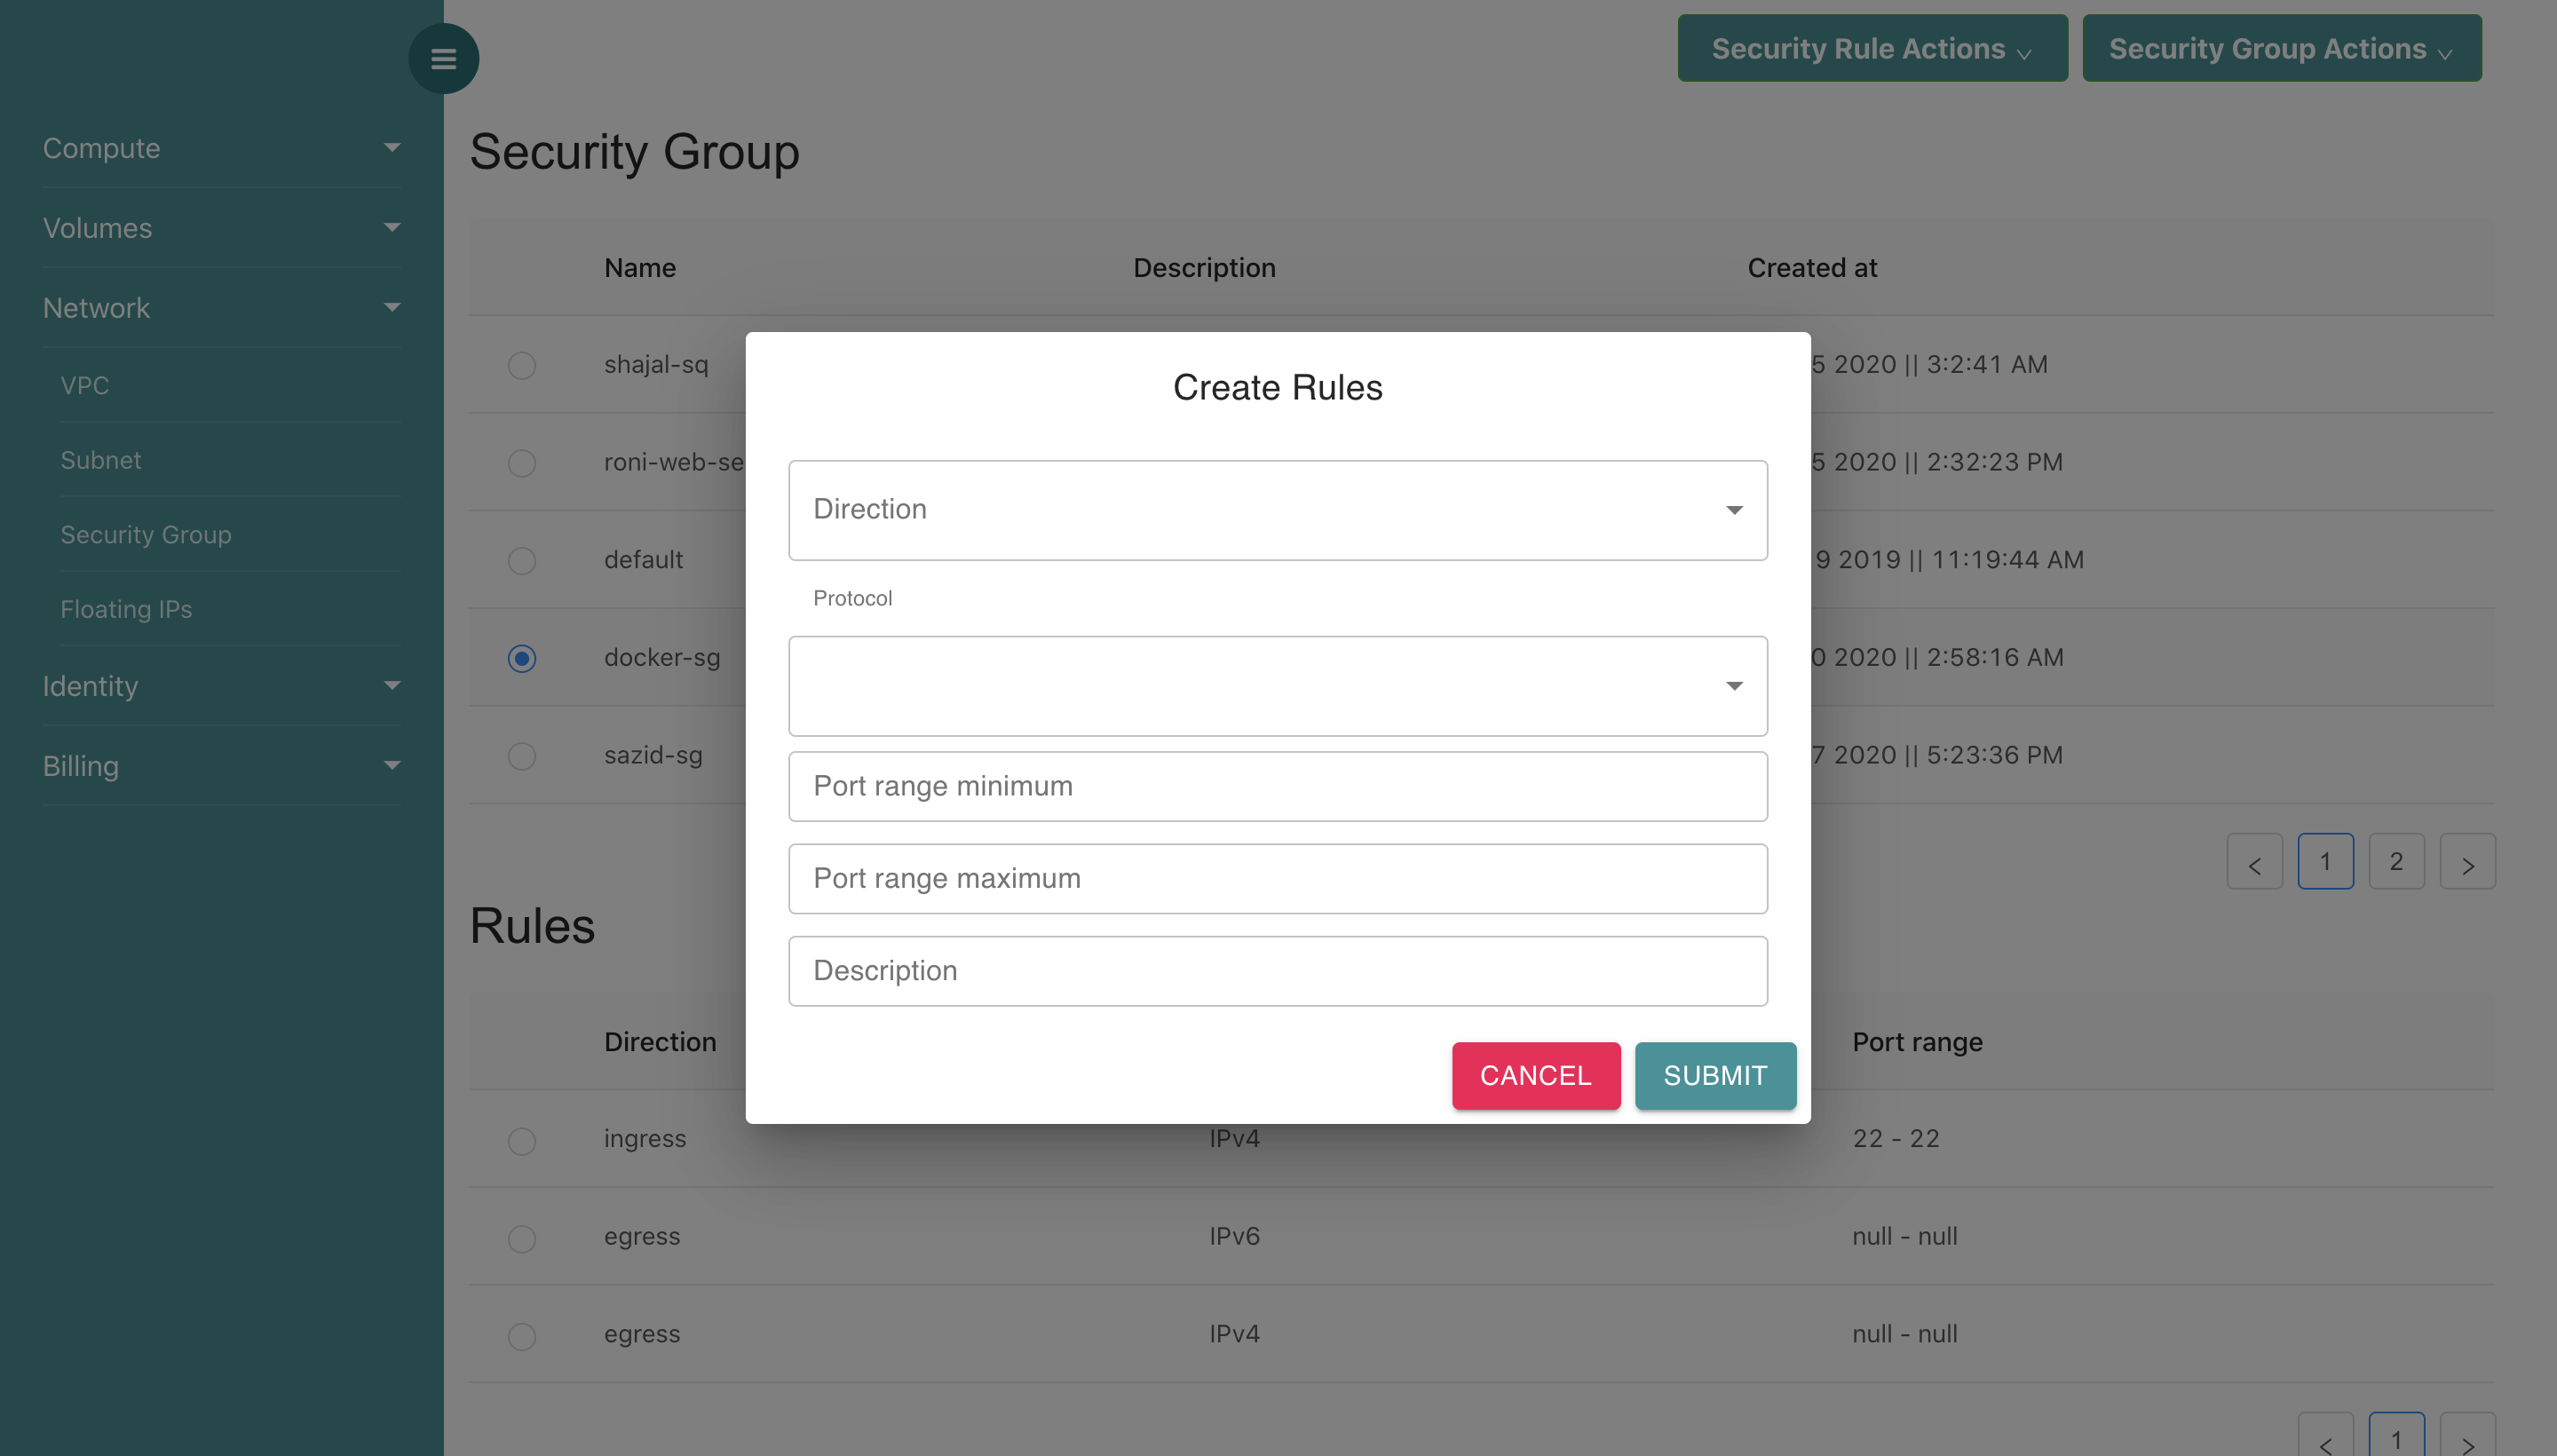 Security Rule Actions
Security Group Actions
Compute
Volumes
Network
VPC
Subnet
Security Group
Floating IPs
Identity
Billing
Security Group
Name Description Created at
shajal-sq 5 2020 || 3:2:41 AM
roni-web-se 5 2020 || 2:32:23 PM
default 9 2019 || 11:19:44 AM
docker-sg 0 2020 || 2:58:16 AM
sazid-sg 7 2020 || 5:23:36 PM
< 1 2 >
Create Rules
Direction
Protocol
Port range minimum
Port range maximum
Description
CANCEL SUBMIT
Rules
Direction Port range
ingress IPv4 22 - 22
egress IPv6 null - null
egress IPv4 null - null
< 1 >